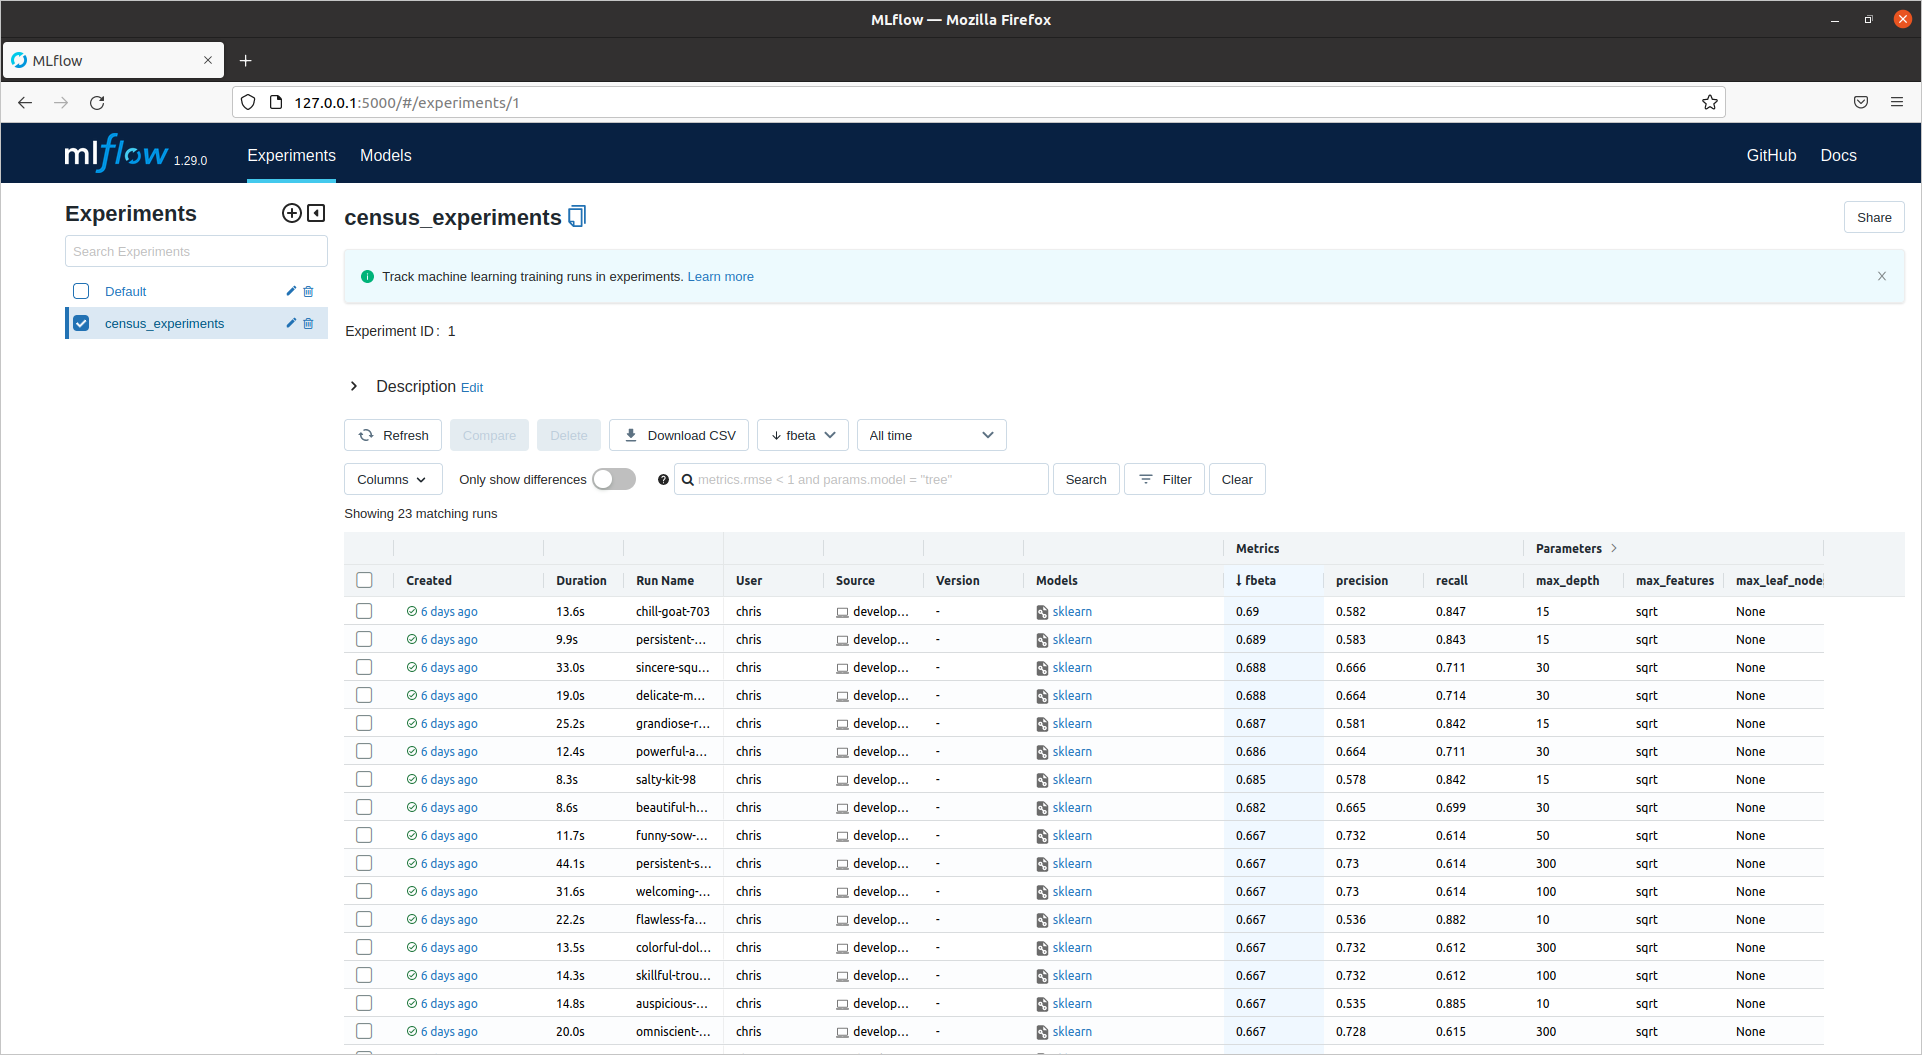 MLflow — Mozilla Firefox
MLflow
127.0.0.1:5000/#/experiments/1
mlflow 1.29.0 Experiments Models GitHub Docs
Experiments
Search Experiments
Default
census_experiments
census_experiments
Share
Track machine learning training runs in experiments. Learn more
Experiment ID: 1
Description Edit
Refresh Compare Delete Download CSV ↓ fbeta All time
Columns Only show differences ? metrics.rmse < 1 and params.model = "tree" Search Filter Clear
Showing 23 matching runs
Metrics Parameters >
Created Duration Run Name User Source Version Models ↓ fbeta precision recall max_depth max_features max_leaf_node
6 days ago 13.6s chill-goat-703 chris develop... - sklearn 0.69 0.582 0.847 15 sqrt None
6 days ago 9.9s persistent-... chris develop... - sklearn 0.689 0.583 0.843 15 sqrt None
6 days ago 33.0s sincere-squ... chris develop... - sklearn 0.688 0.666 0.711 30 sqrt None
6 days ago 19.0s delicate-m... chris develop... - sklearn 0.688 0.664 0.714 30 sqrt None
6 days ago 25.2s grandiose-r... chris develop... - sklearn 0.687 0.581 0.842 15 sqrt None
6 days ago 12.4s powerful-a... chris develop... - sklearn 0.686 0.664 0.711 30 sqrt None
6 days ago 8.3s salty-kit-98 chris develop... - sklearn 0.685 0.578 0.842 15 sqrt None
6 days ago 8.6s beautiful-h... chris develop... - sklearn 0.682 0.665 0.699 30 sqrt None
6 days ago 11.7s funny-sow-... chris develop... - sklearn 0.667 0.732 0.614 50 sqrt None
6 days ago 44.1s persistent-s... chris develop... - sklearn 0.667 0.73 0.614 300 sqrt None
6 days ago 31.6s welcoming-... chris develop... - sklearn 0.667 0.73 0.614 100 sqrt None
6 days ago 22.2s flawless-fa... chris develop... - sklearn 0.667 0.536 0.882 10 sqrt None
6 days ago 13.5s colorful-dol... chris develop... - sklearn 0.667 0.732 0.612 300 sqrt None
6 days ago 14.3s skillful-trou... chris develop... - sklearn 0.667 0.732 0.612 100 sqrt None
6 days ago 14.8s auspicious-... chris develop... - sklearn 0.667 0.535 0.885 10 sqrt None
6 days ago 20.0s omniscient-... chris develop... - sklearn 0.667 0.728 0.615 300 sqrt None